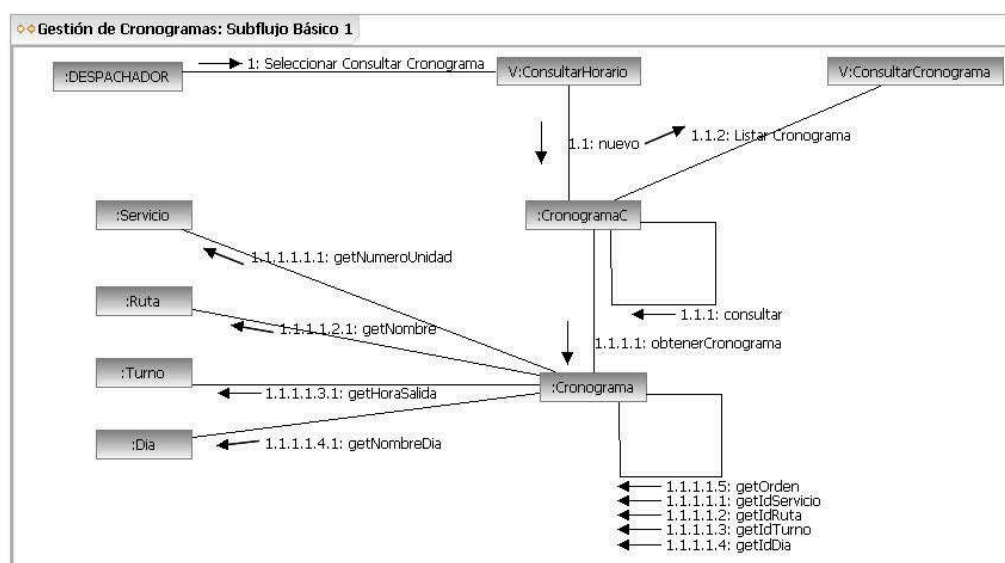 Gestión de Cronogramas: Subflujo Básico 1
:DESPACHADOR
1: Seleccionar Consultar Cronograma
V:ConsultarHorario
V:ConsultarCronograma
1.1: nuevo
1.1.2: Listar Cronograma
:Servicio
:CronogramaC
1.1.1.1.1.1: getNumeroUnidad
:Ruta
1.1.1: consultar
1.1.1.1.2.1: getNombre
1.1.1.1: obtenerCronograma
:Turno
1.1.1.1.3.1: getHoraSalida
:Cronograma
:Dia
1.1.1.1.4.1: getNombreDia
1.1.1.1.5: getOrden
1.1.1.1.1: getIdServicio
1.1.1.1.2: getIdRuta
1.1.1.1.3: getIdTurno
1.1.1.1.4: getIdDia